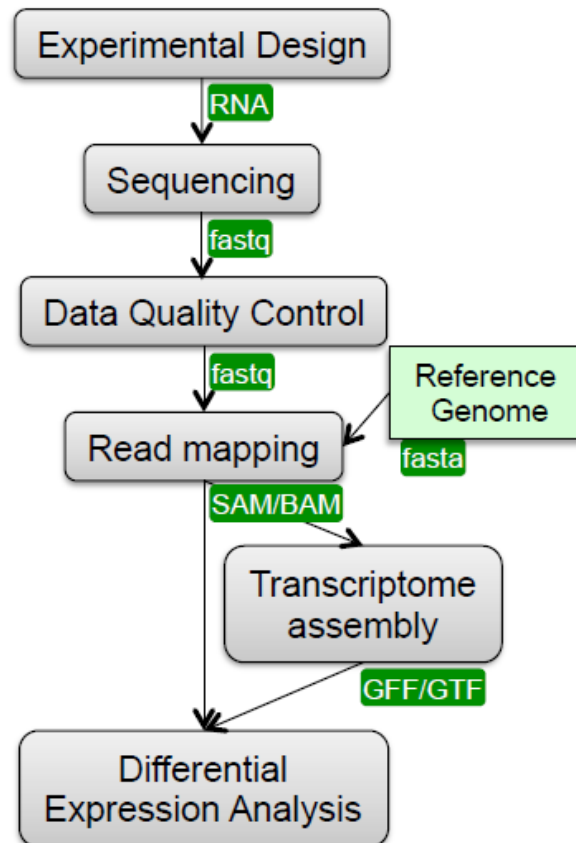 Experimental Design
RNA
Sequencing
fastq
Data Quality Control
fastq
Reference
Genome
fasta
Read mapping
SAM/BAM
Transcriptome
assembly
GFF/GTF
Differential
Expression Analysis